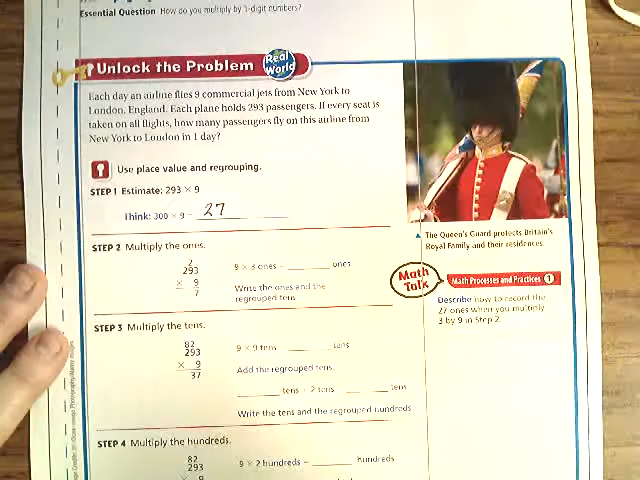 Essential Question How do you multiply by 1-digit numbers?
Unlock the Problem Real World
Each day an airline flies 9 commercial jets from New York to
London, England. Each plane holds 293 passengers. If every seat is
taken on all flights, how many passengers fly on this airline from
New York to London in 1 day?
Use place value and regrouping.
STEP 1 Estimate: 293 × 9
Think: 300 × 9 = 27
The Queen's Guard protects Britain's
Royal Family and their residences.
STEP 2 Multiply the ones.
2
293
× 9
7
9 × 3 ones = ______ ones
Write the ones and the
regrouped tens.
Math Talk
Math Processes and Practices 1
Describe how to record the
27 ones when you multiply
3 by 9 in Step 2.
STEP 3 Multiply the tens.
82
293
× 9
37
9 × 9 tens = ______ tens
Add the regrouped tens.
______ tens + 2 tens = ______ tens
Write the tens and the regrouped hundreds.
STEP 4 Multiply the hundreds.
82
293
× 9
9 × 2 hundreds = ______ hundreds